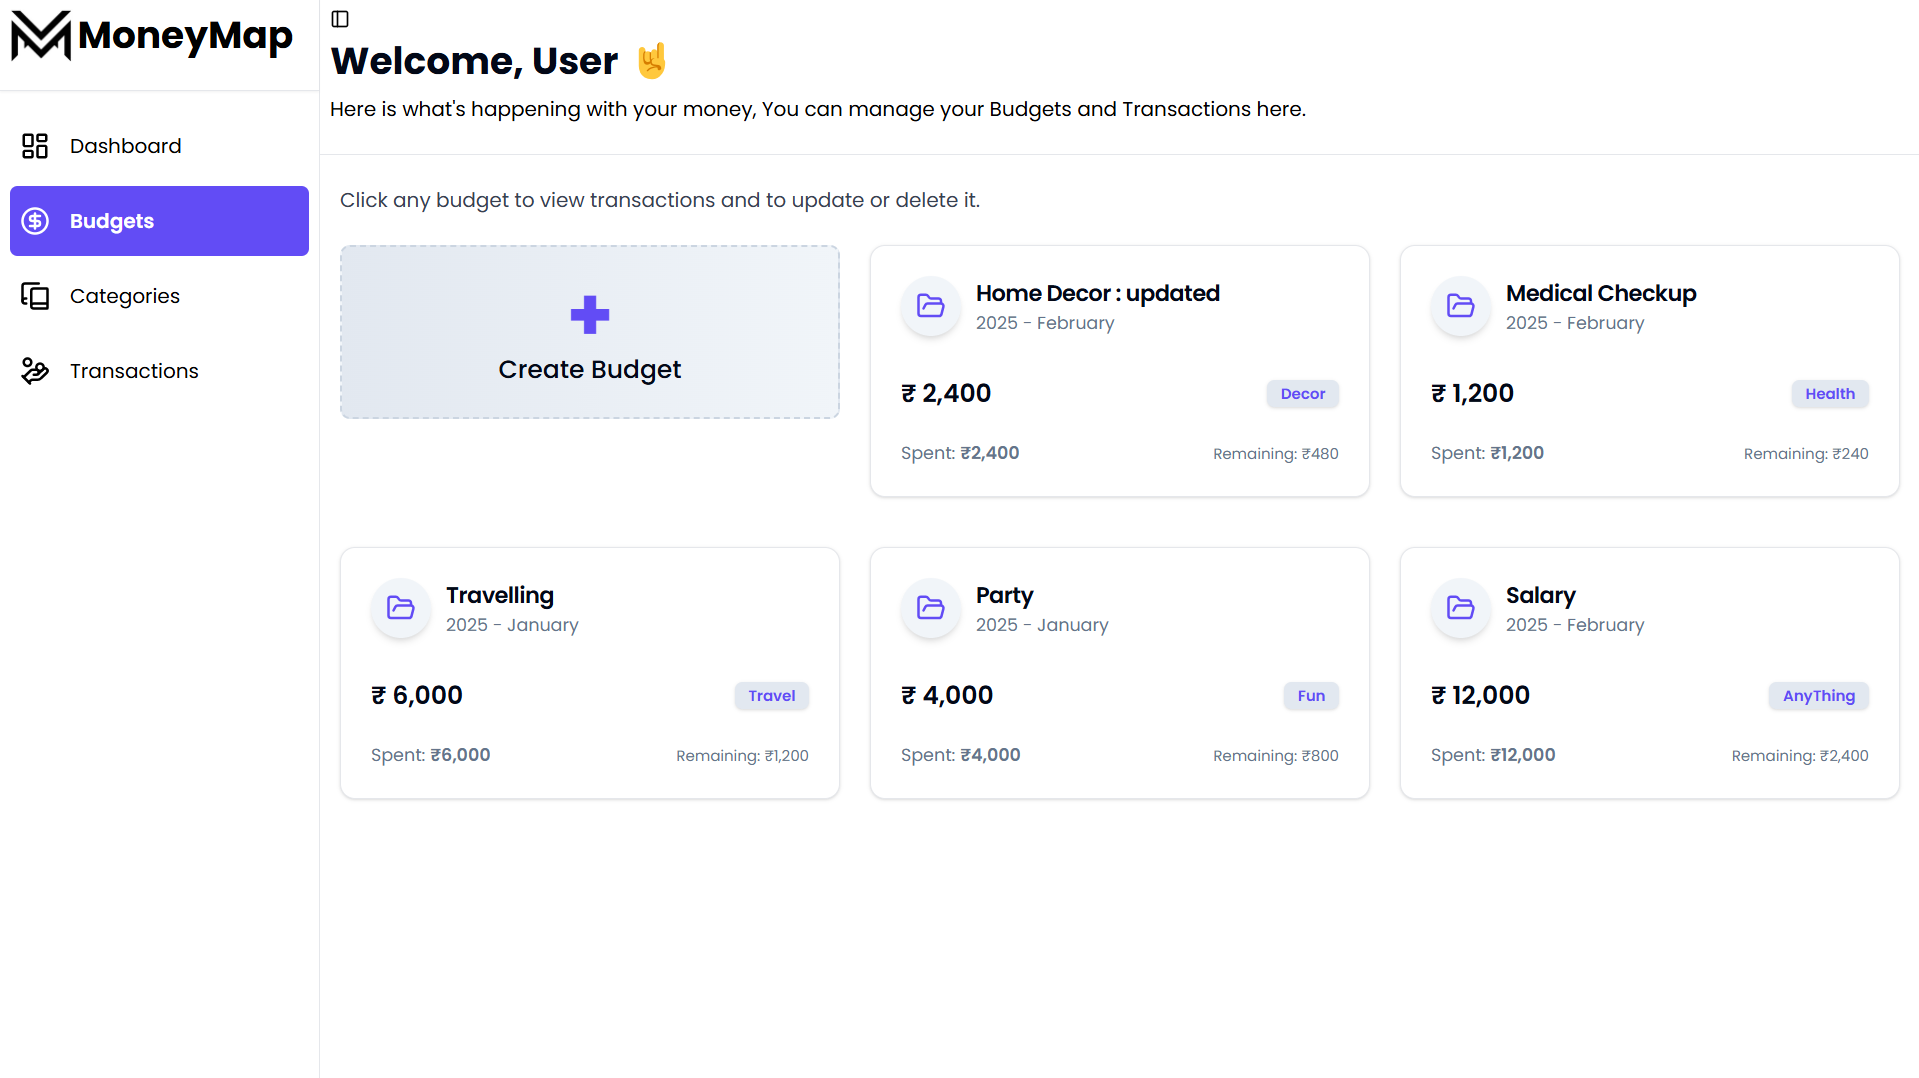 MoneyMap
Dashboard
Budgets
Categories
Transactions
Welcome, User 🤘
Here is what's happening with your money, You can manage your Budgets and Transactions here.
Click any budget to view transactions and to update or delete it.
Create Budget
Home Decor : updated
2025 - February
₹ 2,400
Decor
Spent: ₹2,400
Remaining: ₹480
Medical Checkup
2025 - February
₹ 1,200
Health
Spent: ₹1,200
Remaining: ₹240
Travelling
2025 - January
₹ 6,000
Travel
Spent: ₹6,000
Remaining: ₹1,200
Party
2025 - January
₹ 4,000
Fun
Spent: ₹4,000
Remaining: ₹800
Salary
2025 - February
₹ 12,000
AnyThing
Spent: ₹12,000
Remaining: ₹2,400